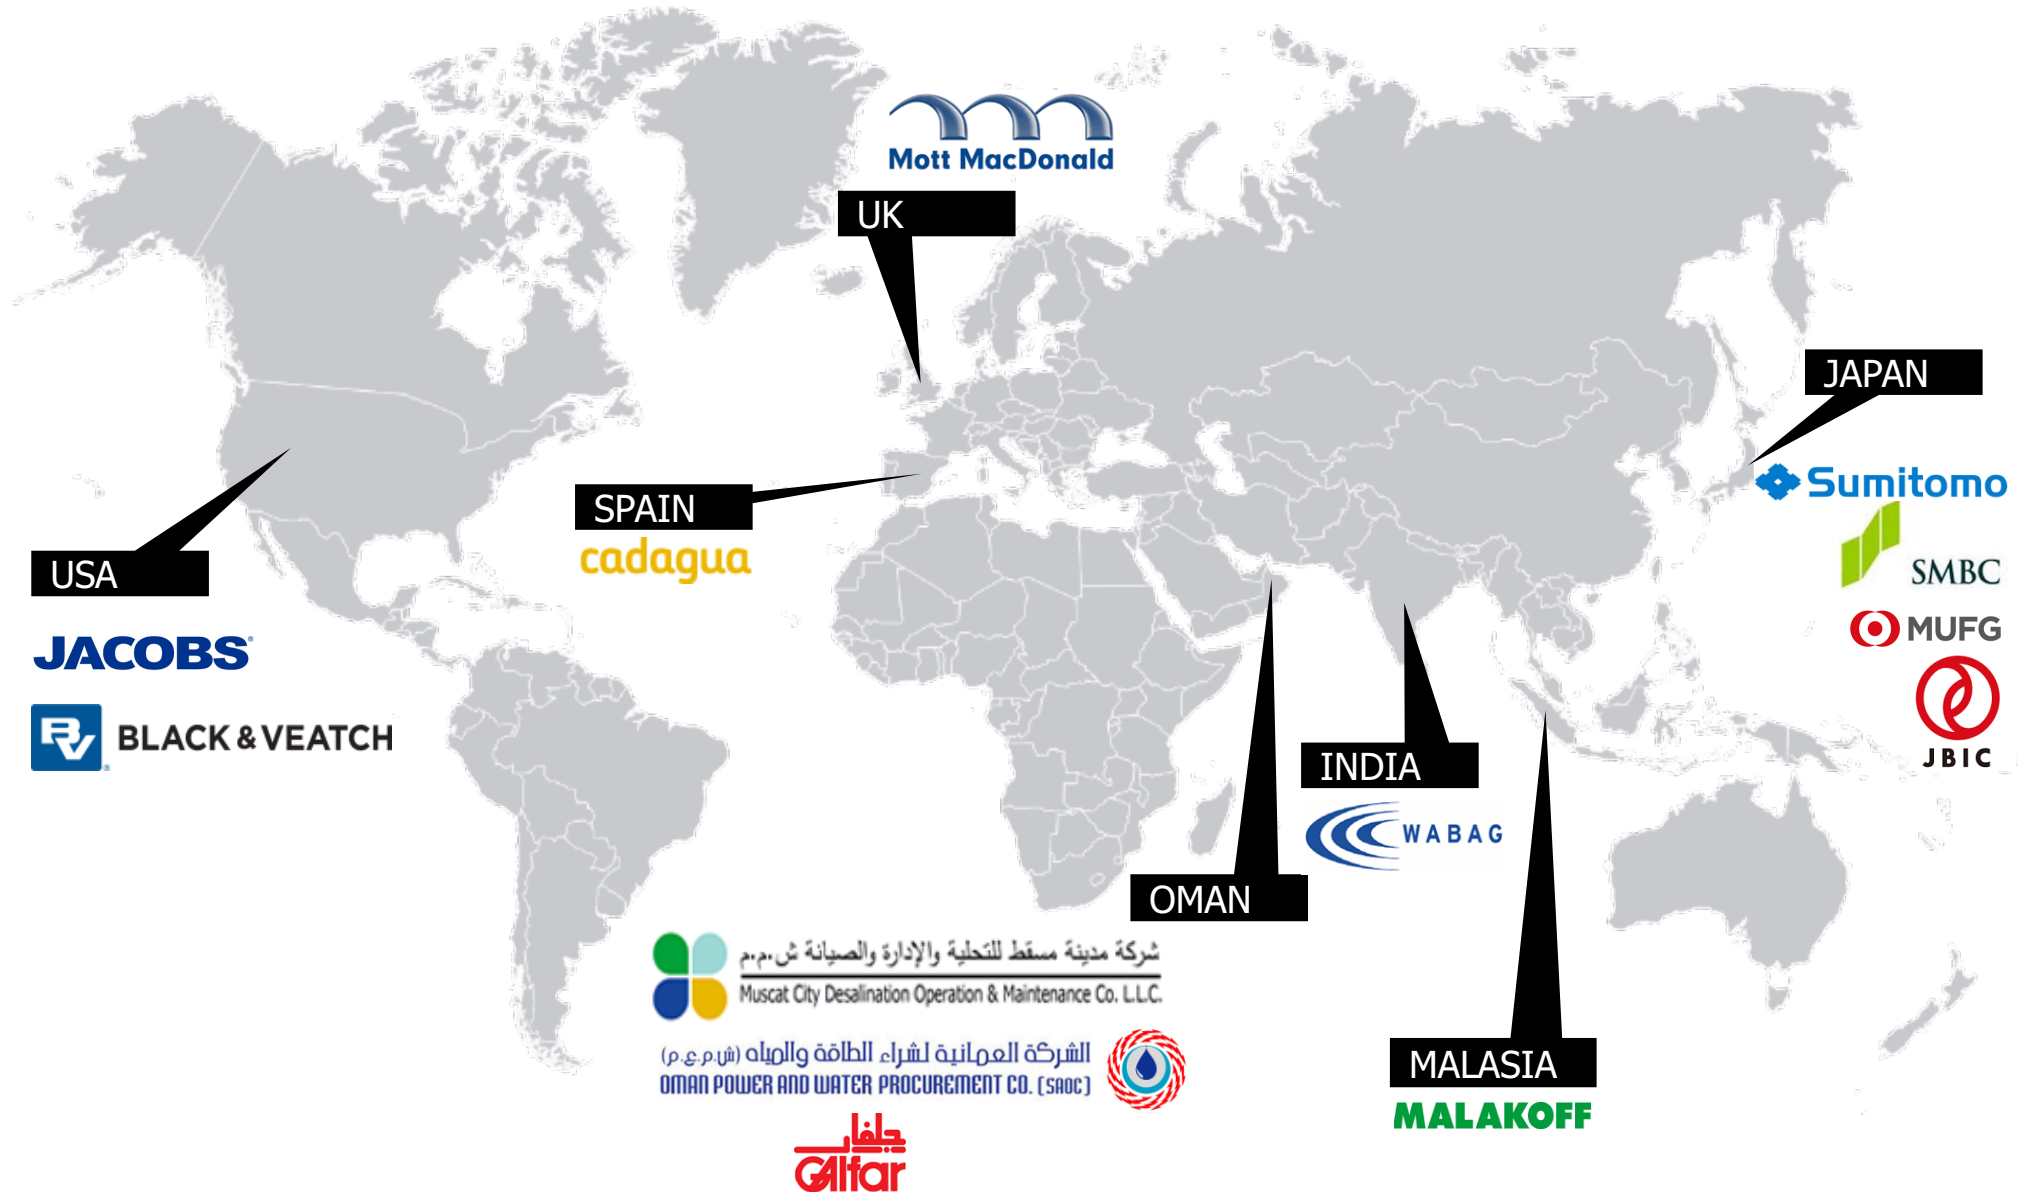 Mott MacDonald
UK
JAPAN
Sumitomo
SMBC
MUFG
JBIC
SPAIN
cadagua
USA
JACOBS
BV BLACK & VEATCH
INDIA
WABAG
OMAN
شركة مدينة مسقط للتحلية والإدارة والصيانة ش.م.م
Muscat City Desalination Operation & Maintenance Co. L.L.C.
الشركة العمانية لشراء الطاقة والمياه (ش.م.ع.م)
OMAN POWER AND WATER PROCUREMENT CO. (SAOC)
جلفار
GAlfar
MALASIA
MALAKOFF